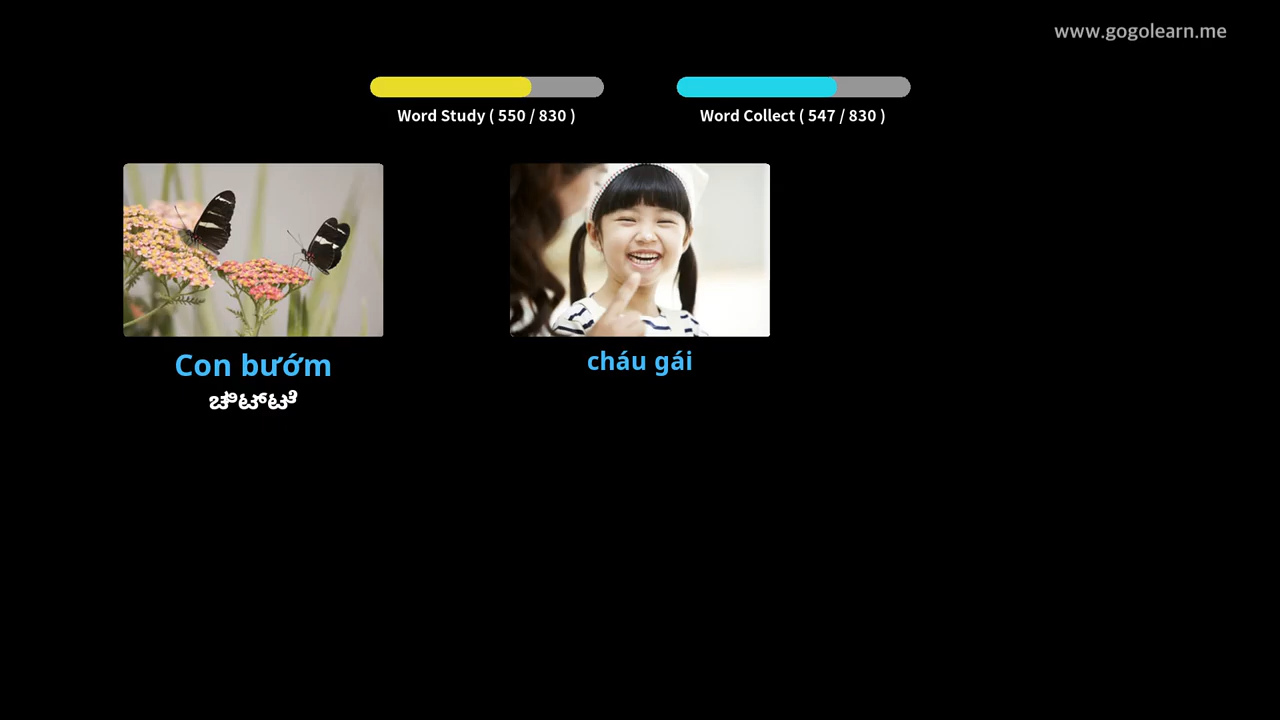 www.gogolearn.me
Word Study ( 550 / 830 )
Word Collect ( 547 / 830 )
Con bướm
ಚಿಟ್ಟೆ
cháu gái